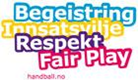 Begeistring
Innsatsvilje
Respekt
Fair Play
handball.no